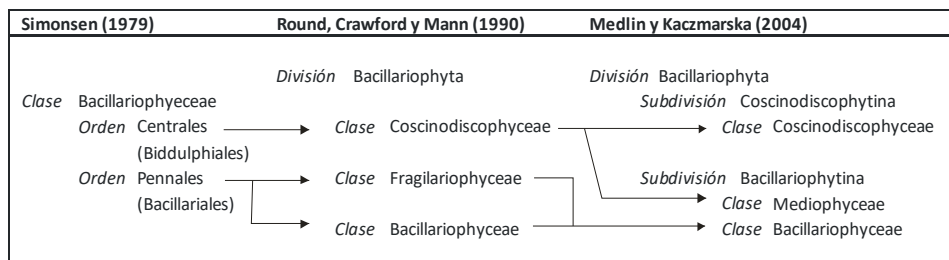 Simonsen (1979) Round, Crawford y Mann (1990) Medlin y Kaczmarska (2004)
División Bacillariophyta División Bacillariophyta
Clase Bacillariophyeceae Subdivisión Coscinodiscophytina
Orden Centrales Clase Coscinodiscophyceae Clase Coscinodiscophyceae
(Biddulphiales)
Orden Pennales Clase Fragilariophyceae Subdivisión Bacillariophytina
(Bacillariales) Clase Mediophyceae
Clase Bacillariophyceae Clase Bacillariophyceae